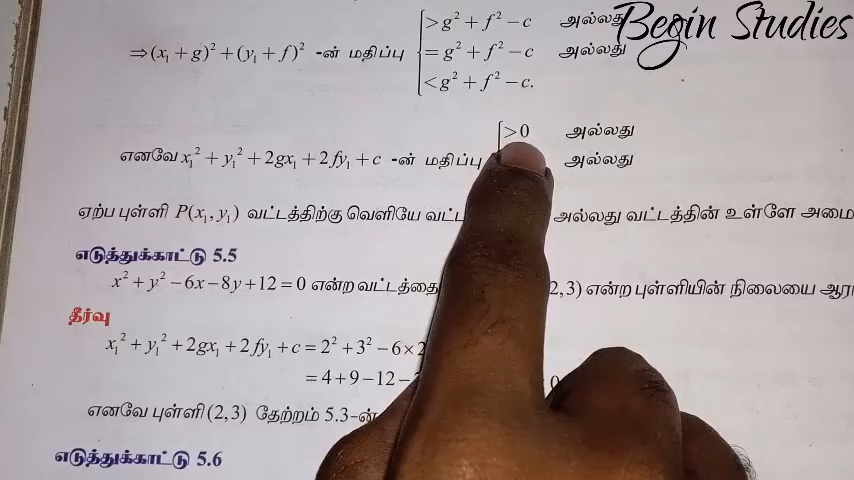 Begin Studies
> g² + f² − c அல்லது
⇒ (x₁ + g)² + (y₁ + f)² -ன் மதிப்பு = g² + f² − c அல்லது
< g² + f² − c.
> 0 அல்லது
எனவே x₁² + y₁² + 2gx₁ + 2fy₁ + c -ன் மதிப்பு அல்லது
ஏற்ப புள்ளி P(x₁, y₁) வட்டத்திற்கு வெளியே அல்லது வட்டத்தின் உள்ளே
எடுத்துக்காட்டு 5.5
x² + y² − 6x − 8y + 12 = 0 என்ற வட்டத்தை 2,3) என்ற புள்ளியின் நிலையை
தீர்வு
x₁² + y₁² + 2gx₁ + 2fy₁ + c = 2² + 3² − 6 × 2
= 4 + 9 − 12 −
எனவே புள்ளி (2,3) தேற்றம் 5.3-ன்
எடுத்துக்காட்டு 5.6